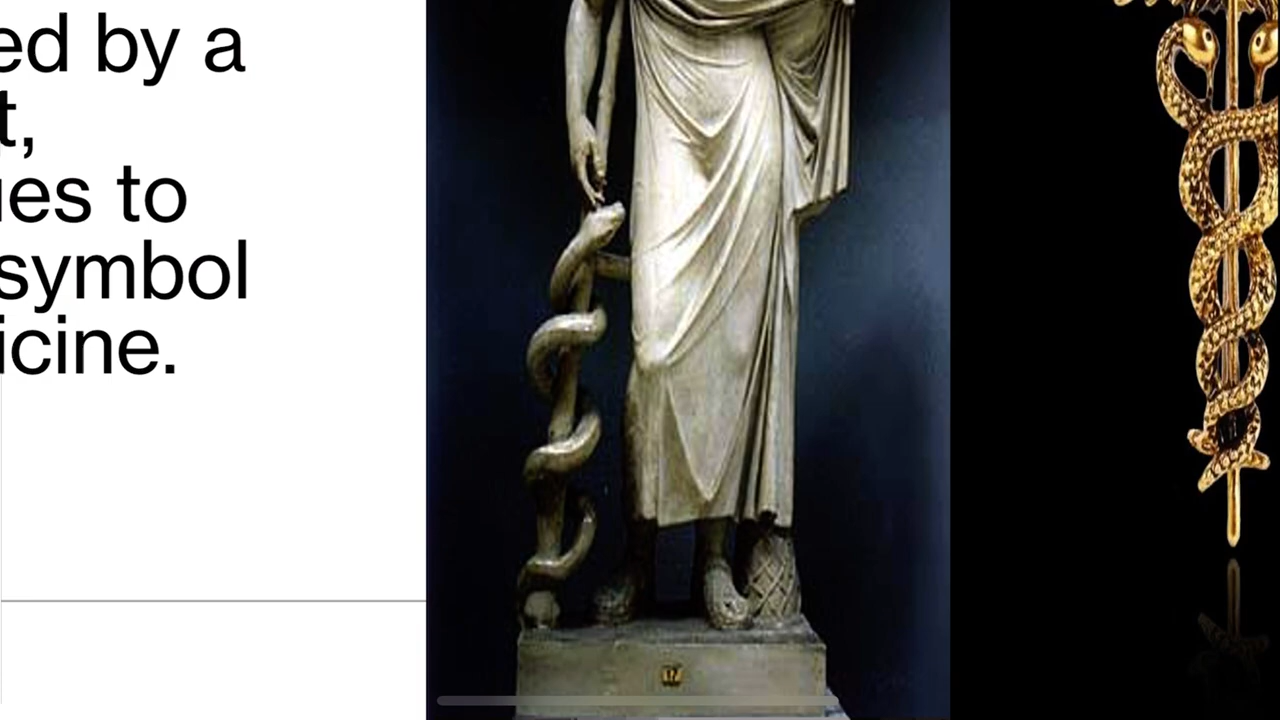 ed by a
t,
ues to
symbol
icine.